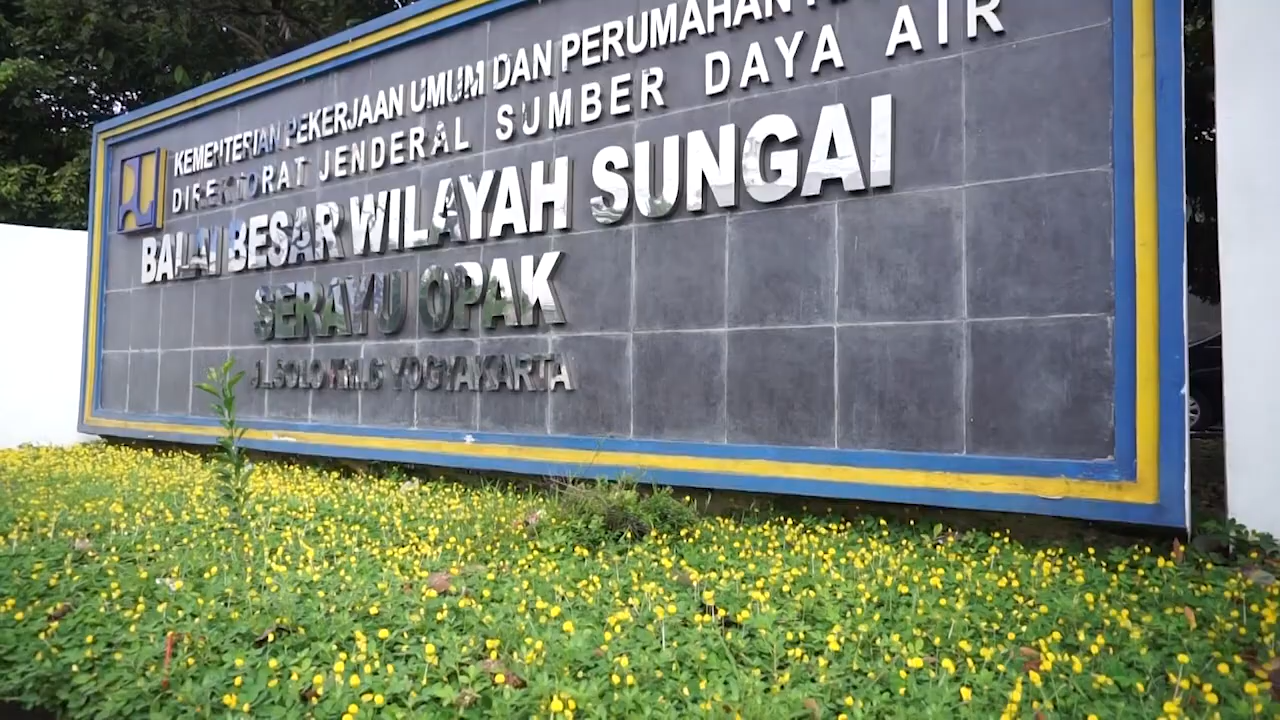 KEMENTERIAN PEKERJAAN UMUM DAN PERUMAHAN
DIREKTORAT JENDERAL SUMBER DAYA AIR
BALAI BESAR WILAYAH SUNGAI
SERAYU OPAK
JL.SOLO KM.6 YOGYAKARTA
PU